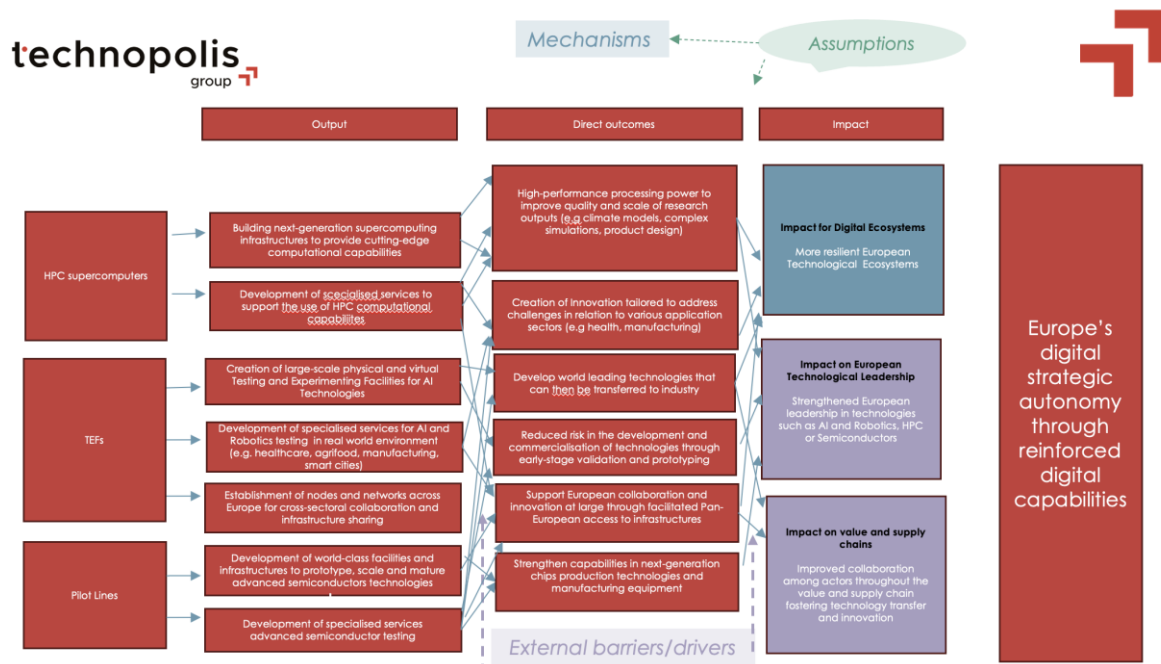 technopolis
group
Mechanisms
Assumptions
Output
Direct outcomes
Impact
HPC supercomputers
TEFs
Pilot Lines
Building next-generation supercomputing
infrastructures to provide cutting-edge
computational capabilities
Development of scecialised services to
support the use of HPC computational
capabiliites
Creation of large-scale physical and virtual
Testing and Experimenting Facilities for AI
Technologies
Development of specialised services for AI and
Robotics testing in real world environment
(e.g. healthcare, agrifood, manufacturing,
smart cities)
Establishment of nodes and networks across
Europe for cross-sectoral collaboration and
infrastructure sharing
Development of world-class facilities and
infrastructures to prototype, scale and mature
advanced semiconductors technologies
Development of specialised services
advanced semiconductor testing
High-performance processing power to
improve quality and scale of research
outputs (e.g climate models, complex
simulations, product design)
Creation of innovation tailored to address
challenges in relation to various application
sectors (e.g health, manufacturing)
Develop world leading technologies that
can then be transferred to industry
Reduced risk in the development and
commercialisation of technologies through
early-stage validation and prototyping
Support European collaboration and
innovation at large through facilitated Pan-
European access to infrastructures
Strengthen capabilities in next-generation
chips production technologies and
manufacturing equipment
External barriers/drivers
Impact for Digital Ecosystems
More resilient European
Technological Ecosystems
Impact on European
Technological Leadership
Strengthened European
leadership in technologies
such as AI and Robotics, HPC
or Semiconductors
Impact on value and supply
chains
Improved collaboration
among actors throughout the
value and supply chain
fostering technology transfer
and innovation
Europe's
digital
strategic
autonomy
through
reinforced
digital
capabilities